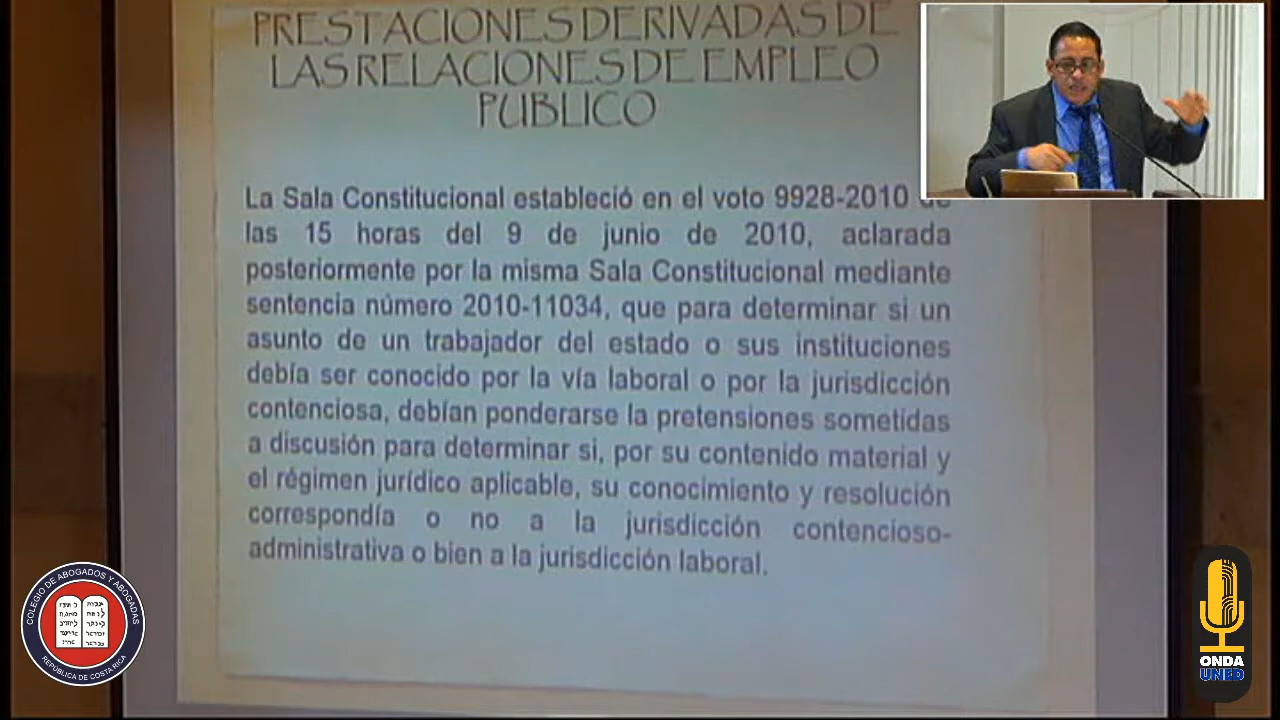 PRESTACIONES DERIVADAS DE
LAS RELACIONES DE EMPLEO
PUBLICO
La Sala Constitucional estableció en el voto 9928-2010 de
las 15 horas del 9 de junio de 2010, aclarada
posteriormente por la misma Sala Constitucional mediante
sentencia número 2010-11034, que para determinar si un
asunto de un trabajador del estado o sus instituciones
debía ser conocido por la vía laboral o por la jurisdicción
contenciosa, debían ponderarse la pretensiones sometidas
a discusión para determinar si, por su contenido material y
el régimen jurídico aplicable, su conocimiento y resolución
correspondía o no a la jurisdicción contencioso-
administrativa o bien a la jurisdicción laboral.
COLEGIO DE ABOGADOS Y ABOGADAS
REPÚBLICA DE COSTA RICA
ONDA
UNED